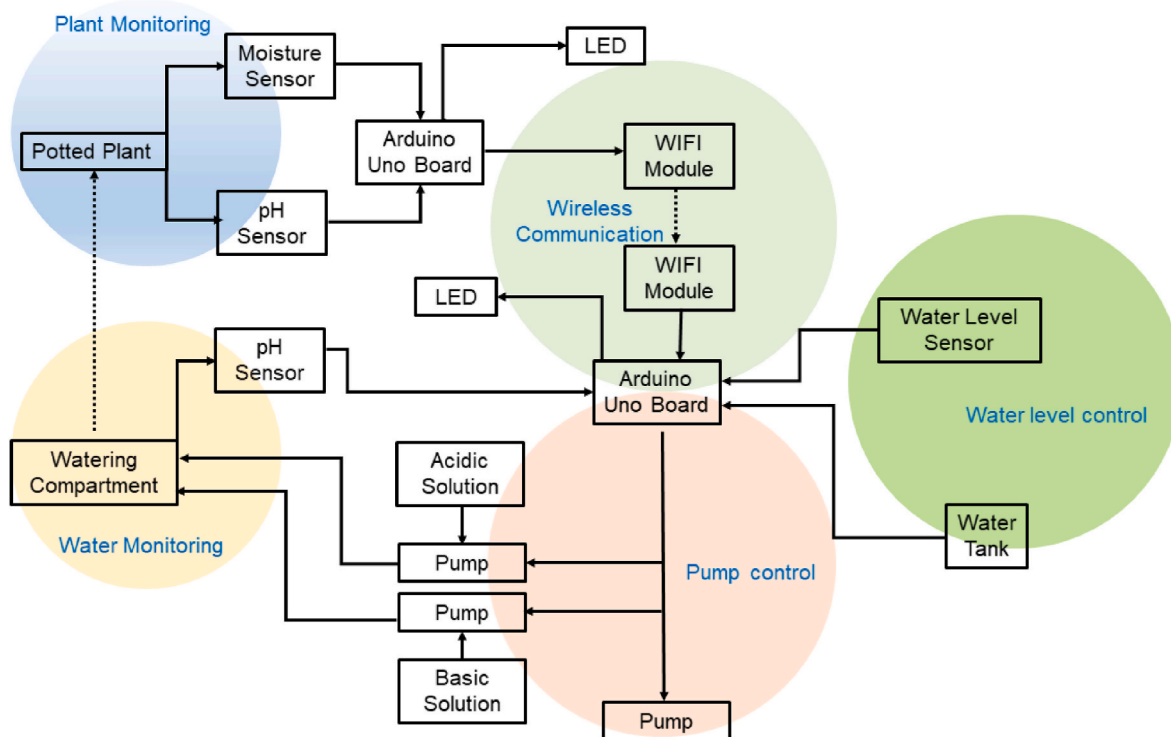 Plant Monitoring
Moisture
Sensor
LED
Potted Plant
Arduino
Uno Board
WIFI
Module
pH
Sensor
Wireless
Communication
WIFI
Module
LED
Water Level
Sensor
pH
Sensor
Arduino
Uno Board
Water level control
Watering
Compartment
Acidic
Solution
Water Monitoring
Water
Tank
Pump
Pump control
Pump
Basic
Solution
Pump